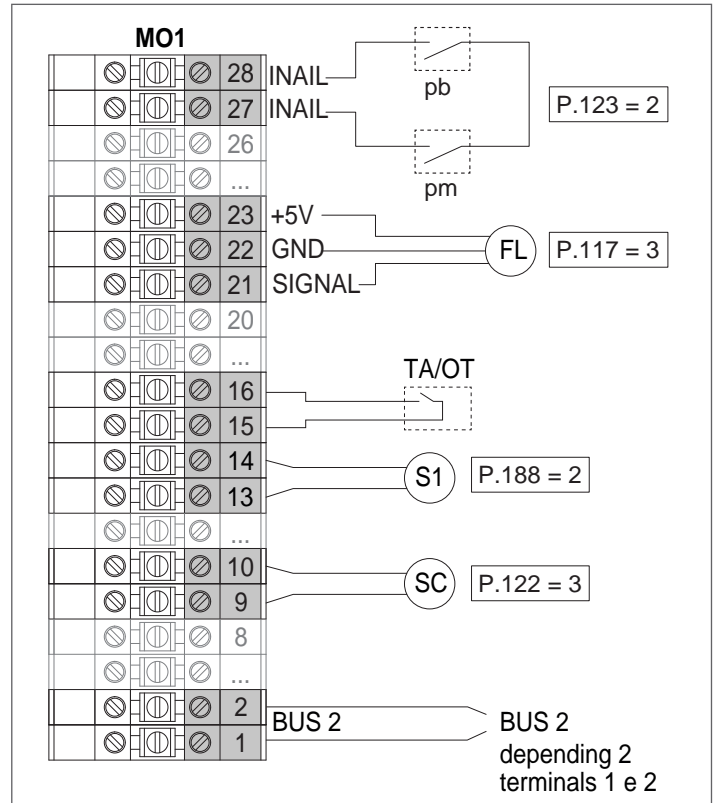 MO1
28 INAIL
pb
27 INAIL
P.123 = 2
26
...
pm
23 +5V
22 GND
FL
P.117 = 3
21 SIGNAL
20
...
TA/OT
16
15
14
S1
P.188 = 2
13
...
10
SC
P.122 = 3
9
8
...
2
BUS 2
BUS 2
1
depending 2
terminals 1 e 2